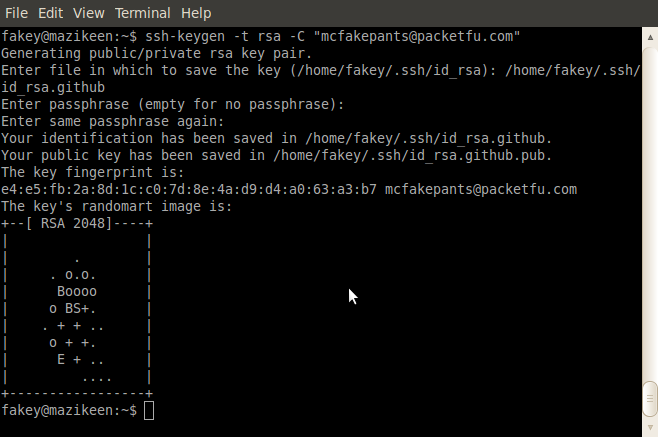 File Edit View Terminal Help
fakey@mazikeen:~$ ssh-keygen -t rsa -C "mcfakepants@packetfu.com"
Generating public/private rsa key pair.
Enter file in which to save the key (/home/fakey/.ssh/id_rsa): /home/fakey/.ssh/
id_rsa.github
Enter passphrase (empty for no passphrase):
Enter same passphrase again:
Your identification has been saved in /home/fakey/.ssh/id_rsa.github.
Your public key has been saved in /home/fakey/.ssh/id_rsa.github.pub.
The key fingerprint is:
e4:e5:fb:2a:8d:1c:c0:7d:8e:4a:d9:d4:a0:63:a3:b7 mcfakepants@packetfu.com
The key's randomart image is:
+--[ RSA 2048]----+
|                 |
|        .        |
|     . o.o.      |
|      Boooo      |
|     o BS+.      |
|    . + + ..     |
|     o + +.      |
|      E + ..     |
|         ....    |
+-----------------+
fakey@mazikeen:~$